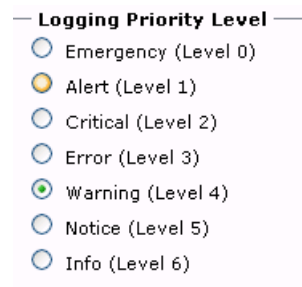 Logging Priority Level
Emergency (Level 0)
Alert (Level 1)
Critical (Level 2)
Error (Level 3)
Warning (Level 4)
Notice (Level 5)
Info (Level 6)